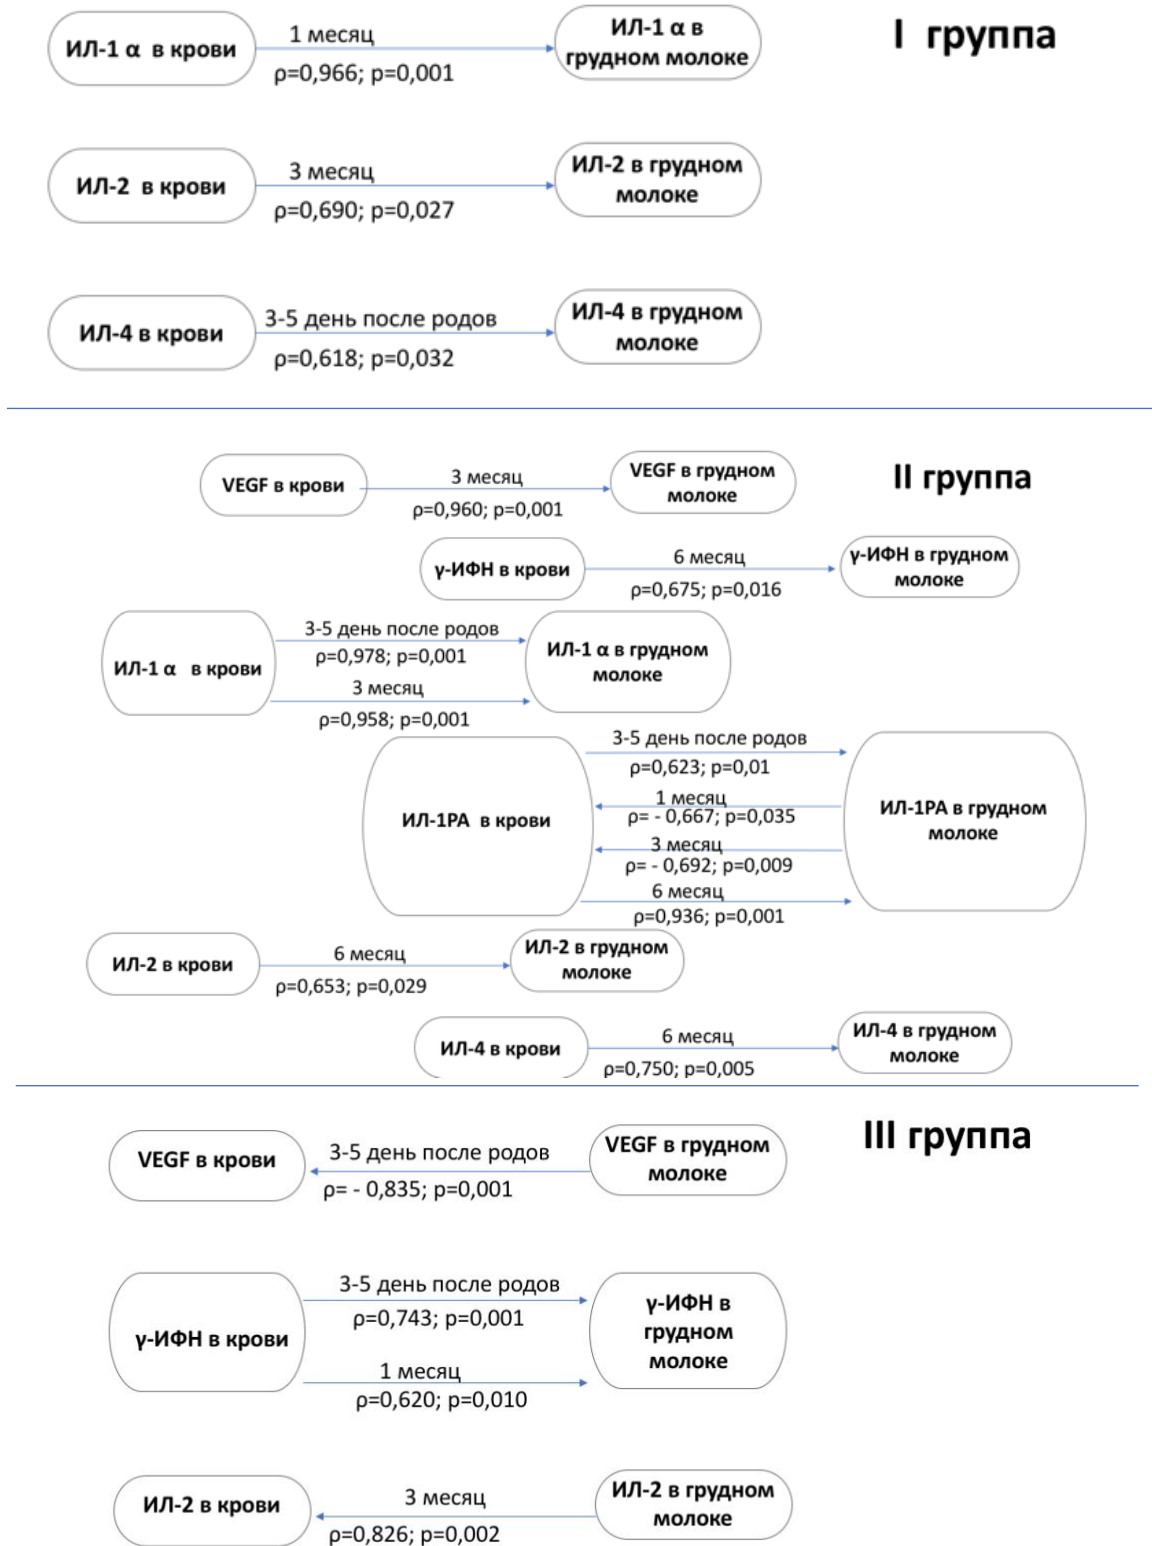 I группа
ИЛ-1 α в крови
1 месяц
ρ=0,966; p=0,001
ИЛ-1 α в
грудном молоке
ИЛ-2 в крови
3 месяц
ρ=0,690; p=0,027
ИЛ-2 в грудном
молоке
ИЛ-4 в крови
3-5 день после родов
ρ=0,618; p=0,032
ИЛ-4 в грудном
молоке
II группа
VEGF в крови
3 месяц
ρ=0,960; p=0,001
VEGF в грудном
молоке
γ-ИФН в крови
6 месяц
ρ=0,675; p=0,016
γ-ИФН в грудном
молоке
ИЛ-1 α в крови
3-5 день после родов
ρ=0,978; p=0,001
3 месяц
ρ=0,958; p=0,001
ИЛ-1 α в грудном
молоке
ИЛ-1РА в крови
3-5 день после родов
ρ=0,623; p=0,01
1 месяц
ρ= - 0,667; p=0,035
3 месяц
ρ= - 0,692; p=0,009
6 месяц
ρ=0,936; p=0,001
ИЛ-1РА в грудном
молоке
ИЛ-2 в крови
6 месяц
ρ=0,653; p=0,029
ИЛ-2 в грудном
молоке
ИЛ-4 в крови
6 месяц
ρ=0,750; p=0,005
ИЛ-4 в грудном
молоке
III группа
VEGF в крови
3-5 день после родов
ρ= - 0,835; p=0,001
VEGF в грудном
молоке
γ-ИФН в крови
3-5 день после родов
ρ=0,743; p=0,001
1 месяц
ρ=0,620; p=0,010
γ-ИФН в
грудном
молоке
ИЛ-2 в крови
3 месяц
ρ=0,826; p=0,002
ИЛ-2 в грудном
молоке